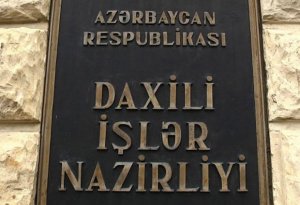 AZƏRBAYCAN
RESPUBLİKASI
DAXİLİ
İŞLƏR
NAZİRLİYİ